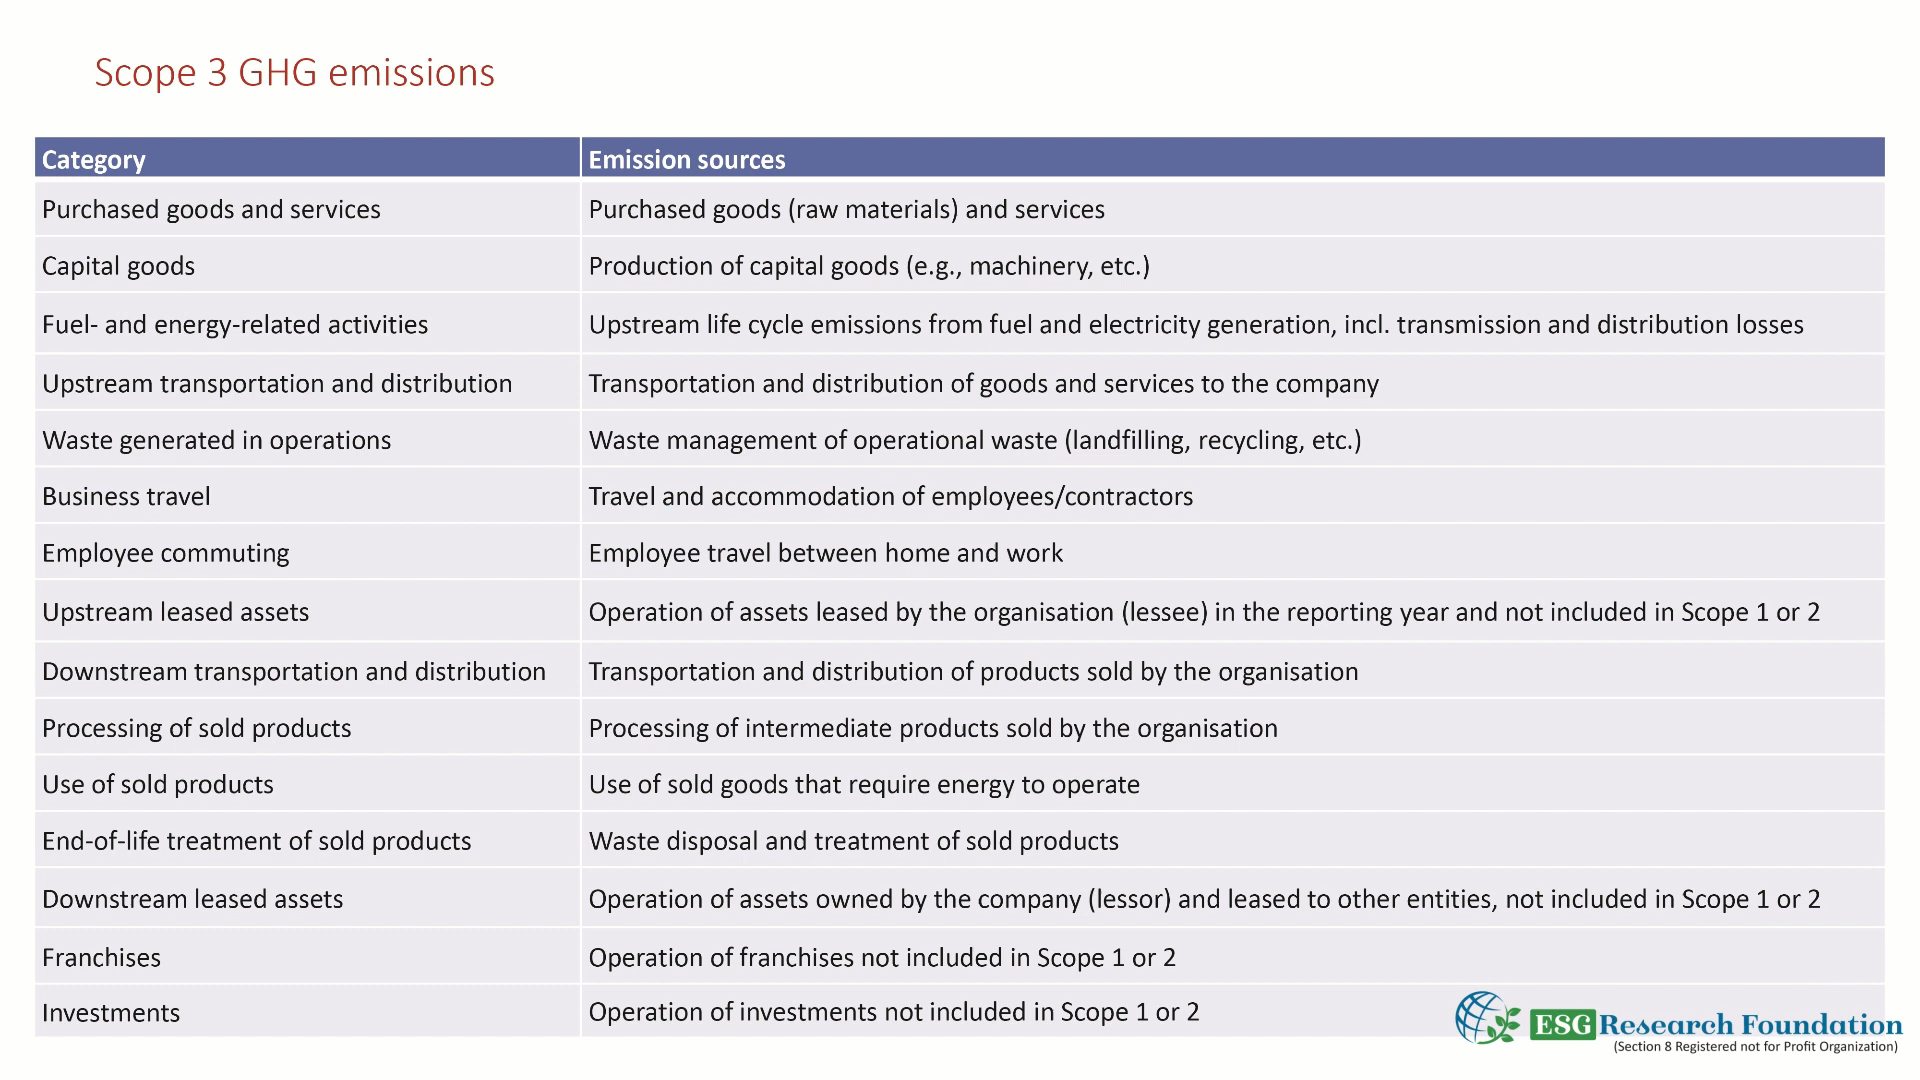 Scope 3 GHG emissions
Category Emission sources
Purchased goods and services Purchased goods (raw materials) and services
Capital goods Production of capital goods (e.g., machinery, etc.)
Fuel- and energy-related activities Upstream life cycle emissions from fuel and electricity generation, incl. transmission and distribution losses
Upstream transportation and distribution Transportation and distribution of goods and services to the company
Waste generated in operations Waste management of operational waste (landfilling, recycling, etc.)
Business travel Travel and accommodation of employees/contractors
Employee commuting Employee travel between home and work
Upstream leased assets Operation of assets leased by the organisation (lessee) in the reporting year and not included in Scope 1 or 2
Downstream transportation and distribution Transportation and distribution of products sold by the organisation
Processing of sold products Processing of intermediate products sold by the organisation
Use of sold products Use of sold goods that require energy to operate
End-of-life treatment of sold products Waste disposal and treatment of sold products
Downstream leased assets Operation of assets owned by the company (lessor) and leased to other entities, not included in Scope 1 or 2
Franchises Operation of franchises not included in Scope 1 or 2
Investments Operation of investments not included in Scope 1 or 2
ESG Research Foundation
(Section 8 Registered not for Profit Organization)